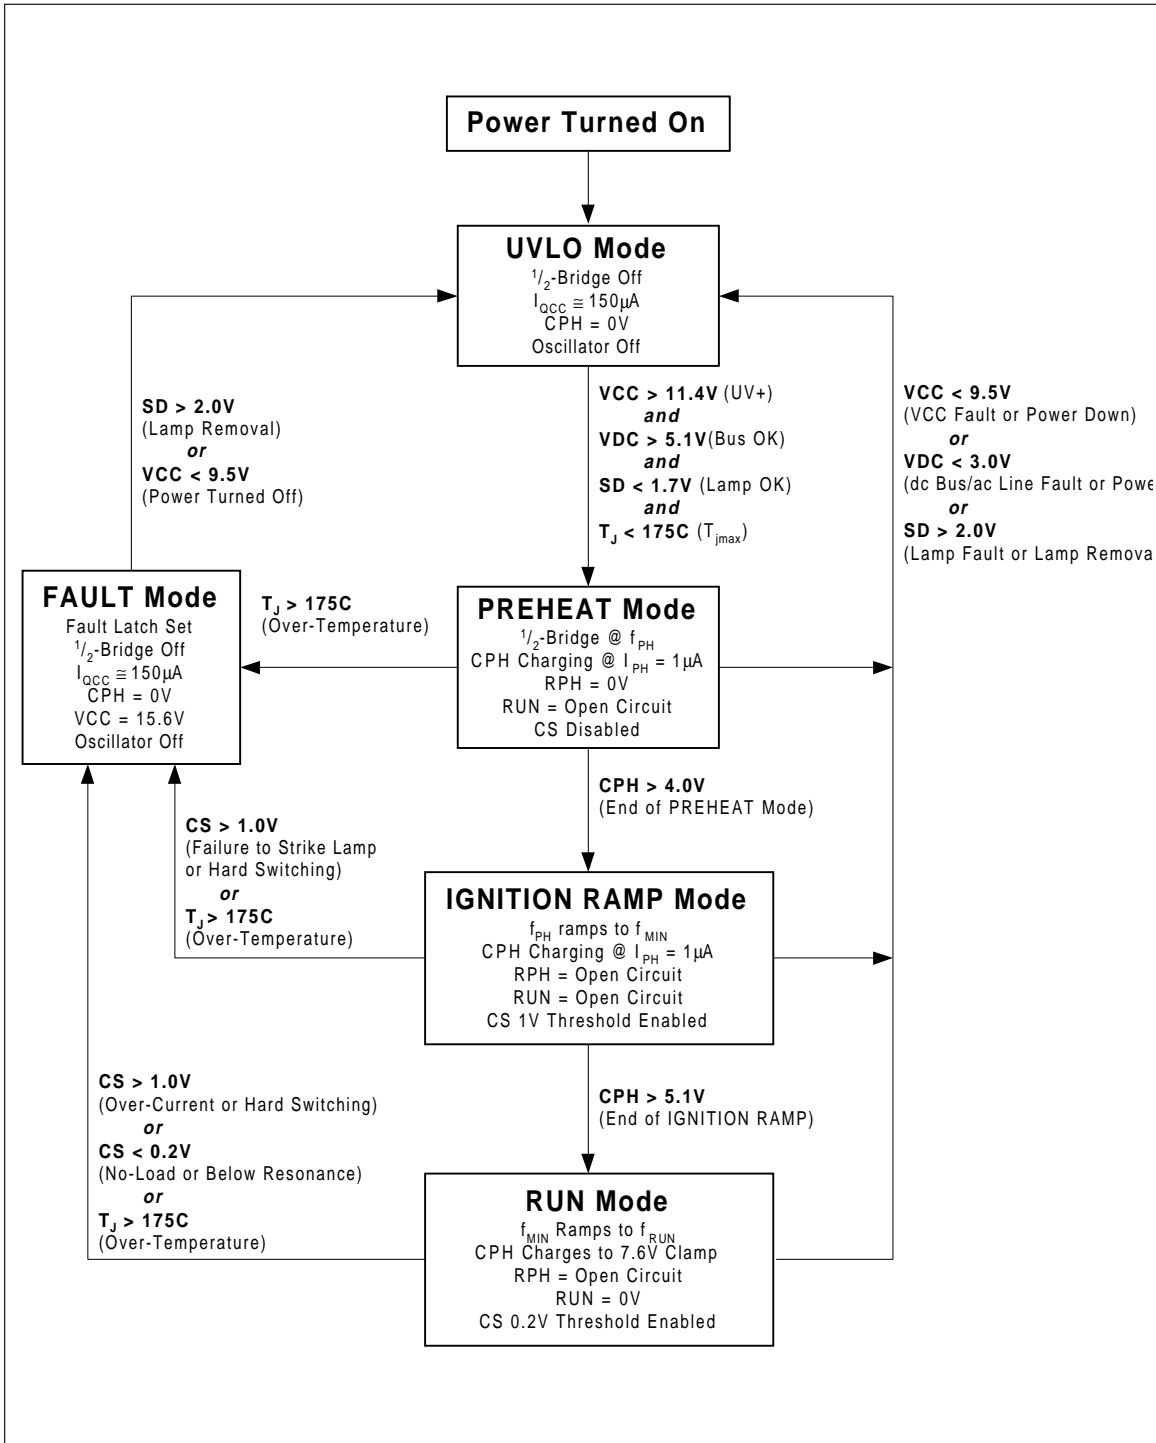 Power Turned On
UVLO Mode
1/2-Bridge Off
IQCC ≅ 150µA
CPH = 0V
Oscillator Off
SD > 2.0V
(Lamp Removal)
or
VCC < 9.5V
(Power Turned Off)
VCC > 11.4V (UV+)
and
VDC > 5.1V(Bus OK)
and
SD < 1.7V (Lamp OK)
and
TJ < 175C (Tjmax)
VCC < 9.5V
(VCC Fault or Power Down)
or
VDC < 3.0V
(dc Bus/ac Line Fault or Powe
or
SD > 2.0V
(Lamp Fault or Lamp Remova
FAULT Mode
Fault Latch Set
1/2-Bridge Off
IQCC ≅ 150µA
CPH = 0V
VCC = 15.6V
Oscillator Off
TJ > 175C
(Over-Temperature)
PREHEAT Mode
1/2-Bridge @ fPH
CPH Charging @ IPH = 1µA
RPH = 0V
RUN = Open Circuit
CS Disabled
CPH > 4.0V
(End of PREHEAT Mode)
CS > 1.0V
(Failure to Strike Lamp
or Hard Switching)
or
TJ > 175C
(Over-Temperature)
IGNITION RAMP Mode
fPH ramps to fMIN
CPH Charging @ IPH = 1µA
RPH = Open Circuit
RUN = Open Circuit
CS 1V Threshold Enabled
CPH > 5.1V
(End of IGNITION RAMP)
CS > 1.0V
(Over-Current or Hard Switching)
or
CS < 0.2V
(No-Load or Below Resonance)
or
TJ > 175C
(Over-Temperature)
RUN Mode
fMIN Ramps to fRUN
CPH Charges to 7.6V Clamp
RPH = Open Circuit
RUN = 0V
CS 0.2V Threshold Enabled